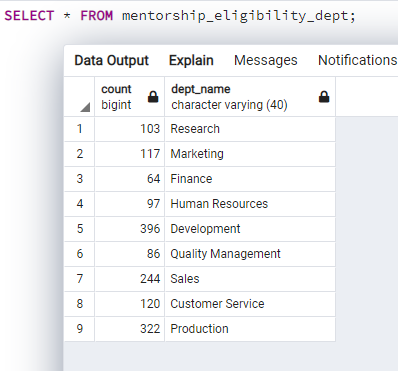 SELECT * FROM mentorship_eligibility_dept;
Data Output Explain Messages Notifications
count dept_name
bigint character varying (40)
1 103 Research
2 117 Marketing
3 64 Finance
4 97 Human Resources
5 396 Development
6 86 Quality Management
7 244 Sales
8 120 Customer Service
9 322 Production